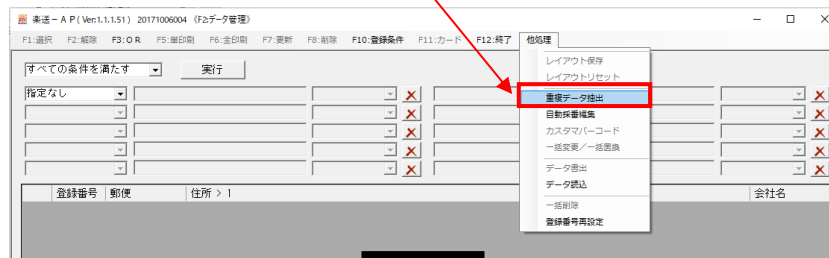 楽送－ＡＰ( Ver:1.1.1.51) 20171006004 《F2:データ管理》
F1:選択 F2:解除 F3:ＯＲ F5:単印刷 F6:全印刷 F7:更新 F8:削除 F10:登録条件 F11:カード F12:終了 他処理
すべての条件を満たす 実行
指定なし
レイアウト保存
レイアウトリセット
重複データ抽出
自動採番編集
カスタマバーコード
一括変更／一括置換
データ書出
データ読込
一括削除
登録番号再設定
登録番号 郵便 住所 > 1 会社名